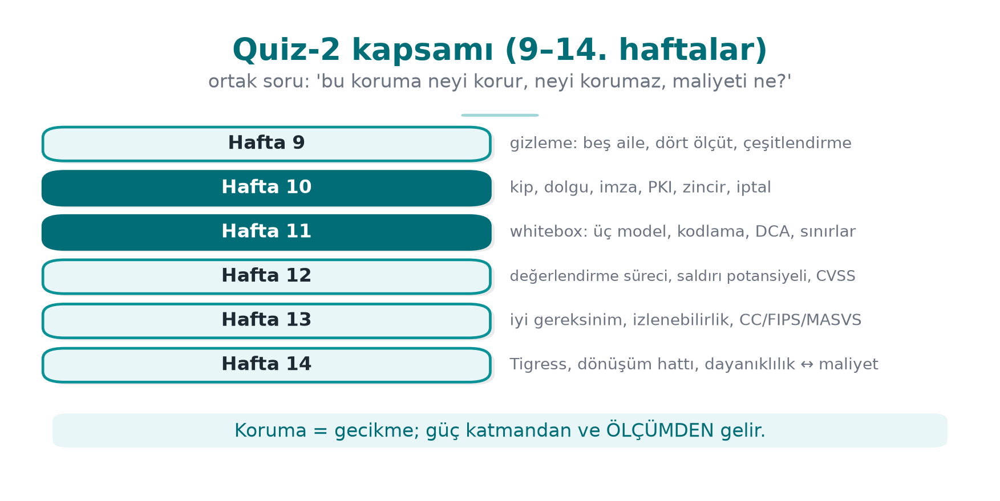 Quiz-2 kapsamı (9–14. haftalar)
ortak soru: 'bu koruma neyi korur, neyi korumaz, maliyeti ne?'
Hafta 9
gizleme: beş aile, dört ölçüt, çeşitlendirme
Hafta 10
kip, dolgu, imza, PKI, zincir, iptal
Hafta 11
whitebox: üç model, kodlama, DCA, sınırlar
Hafta 12
değerlendirme süreci, saldırı potansiyeli, CVSS
Hafta 13
iyi gereksinim, izlenebilirlik, CC/FIPS/MASVS
Hafta 14
Tigress, dönüşüm hattı, dayanıklılık ↔ maliyet
Koruma = gecikme; güç katmandan ve ÖLÇÜMDEN gelir.